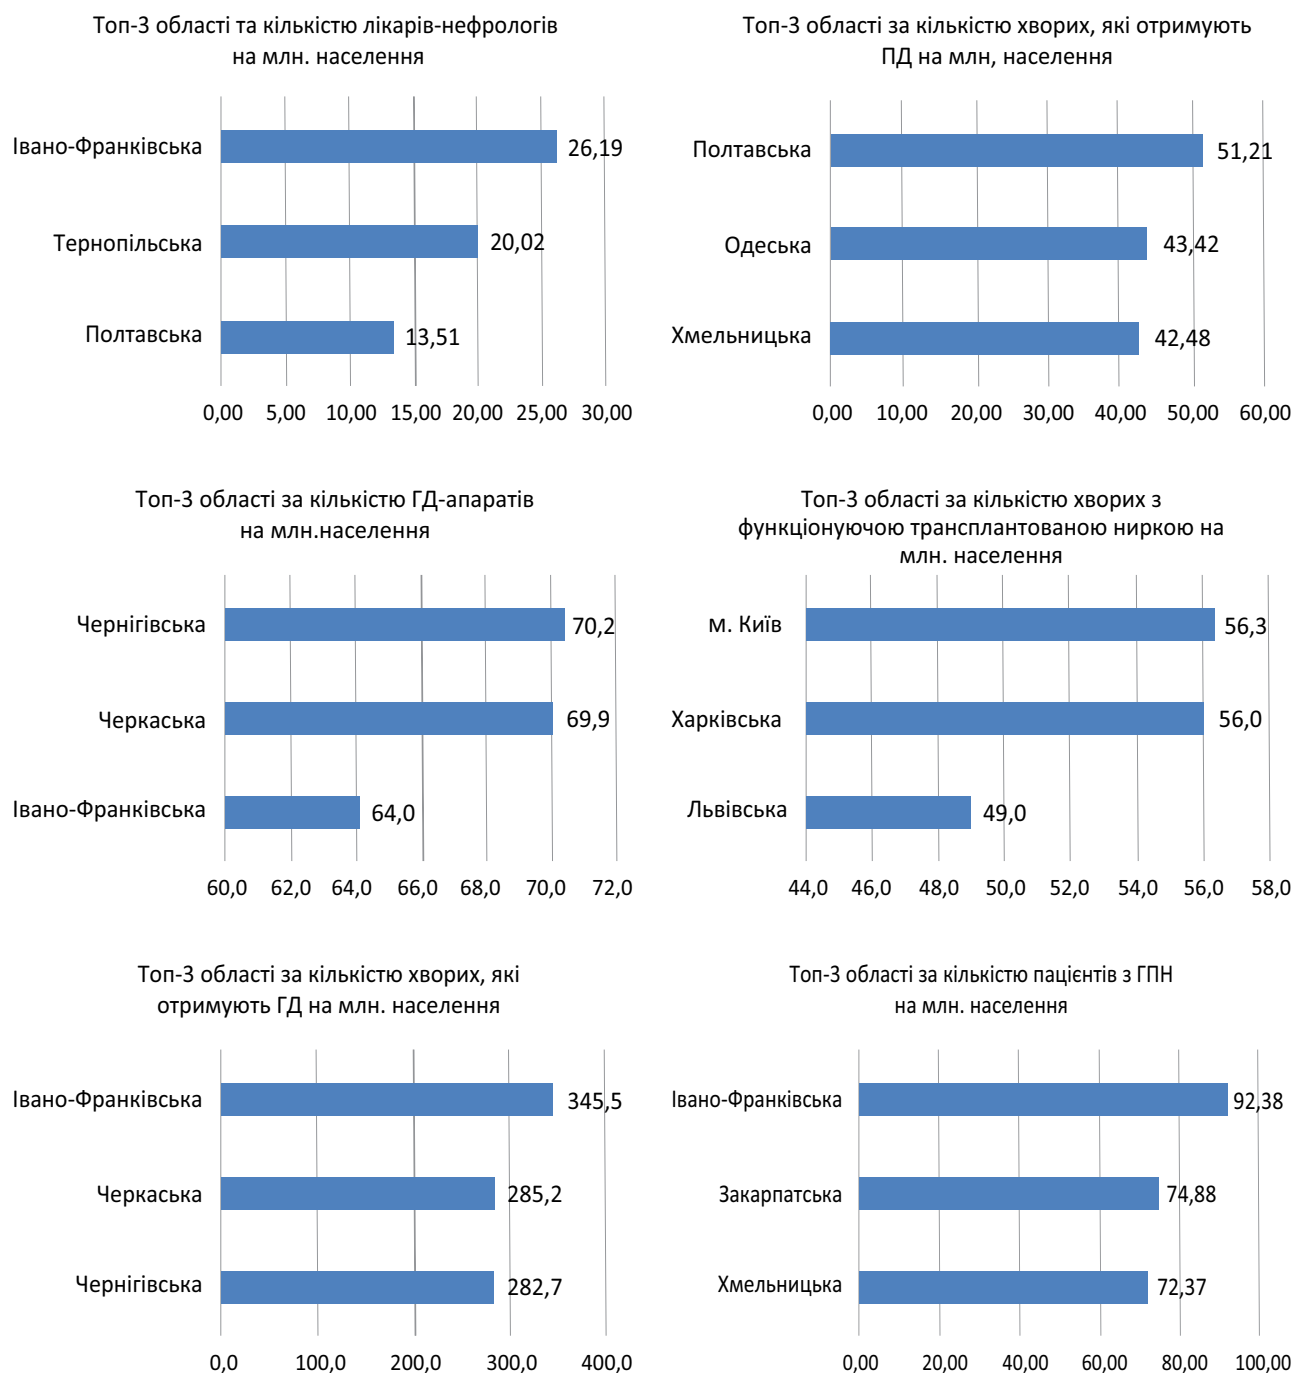 Топ-3 області та кількістю лікарів-нефрологів
на млн. населення
Івано-Франківська
26,19
Тернопільська
20,02
Полтавська
13,51
0,00 5,00 10,00 15,00 20,00 25,00 30,00
Топ-3 області за кількістю хворих, які отримують
ПД на млн, населення
Полтавська
51,21
Одеська
43,42
Хмельницька
42,48
0,00 10,00 20,00 30,00 40,00 50,00 60,00
Топ-3 області за кількістю ГД-апаратів
на млн.населення
Чернігівська
70,2
Черкаська
69,9
Івано-Франківська
64,0
60,0 62,0 64,0 66,0 68,0 70,0 72,0
Топ-3 області за кількістю хворих з
функціонуючою трансплантованою ниркою на
млн. населення
м. Київ
56,3
Харківська
56,0
Львівська
49,0
44,0 46,0 48,0 50,0 52,0 54,0 56,0 58,0
Топ-3 області за кількістю хворих, які
отримують ГД на млн. населення
Івано-Франківська
345,5
Черкаська
285,2
Чернігівська
282,7
0,0 100,0 200,0 300,0 400,0
Топ-3 області за кількістю пацієнтів з ГПН
на млн. населення
Івано-Франківська
92,38
Закарпатська
74,88
Хмельницька
72,37
0,00 20,00 40,00 60,00 80,00 100,00